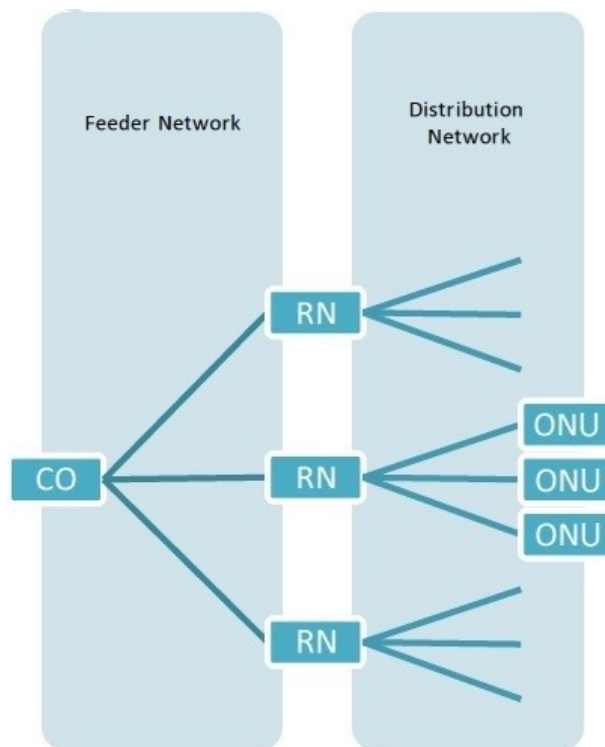 Feeder Network
Distribution
Network
RN
CO
RN
RN
ONU
ONU
ONU